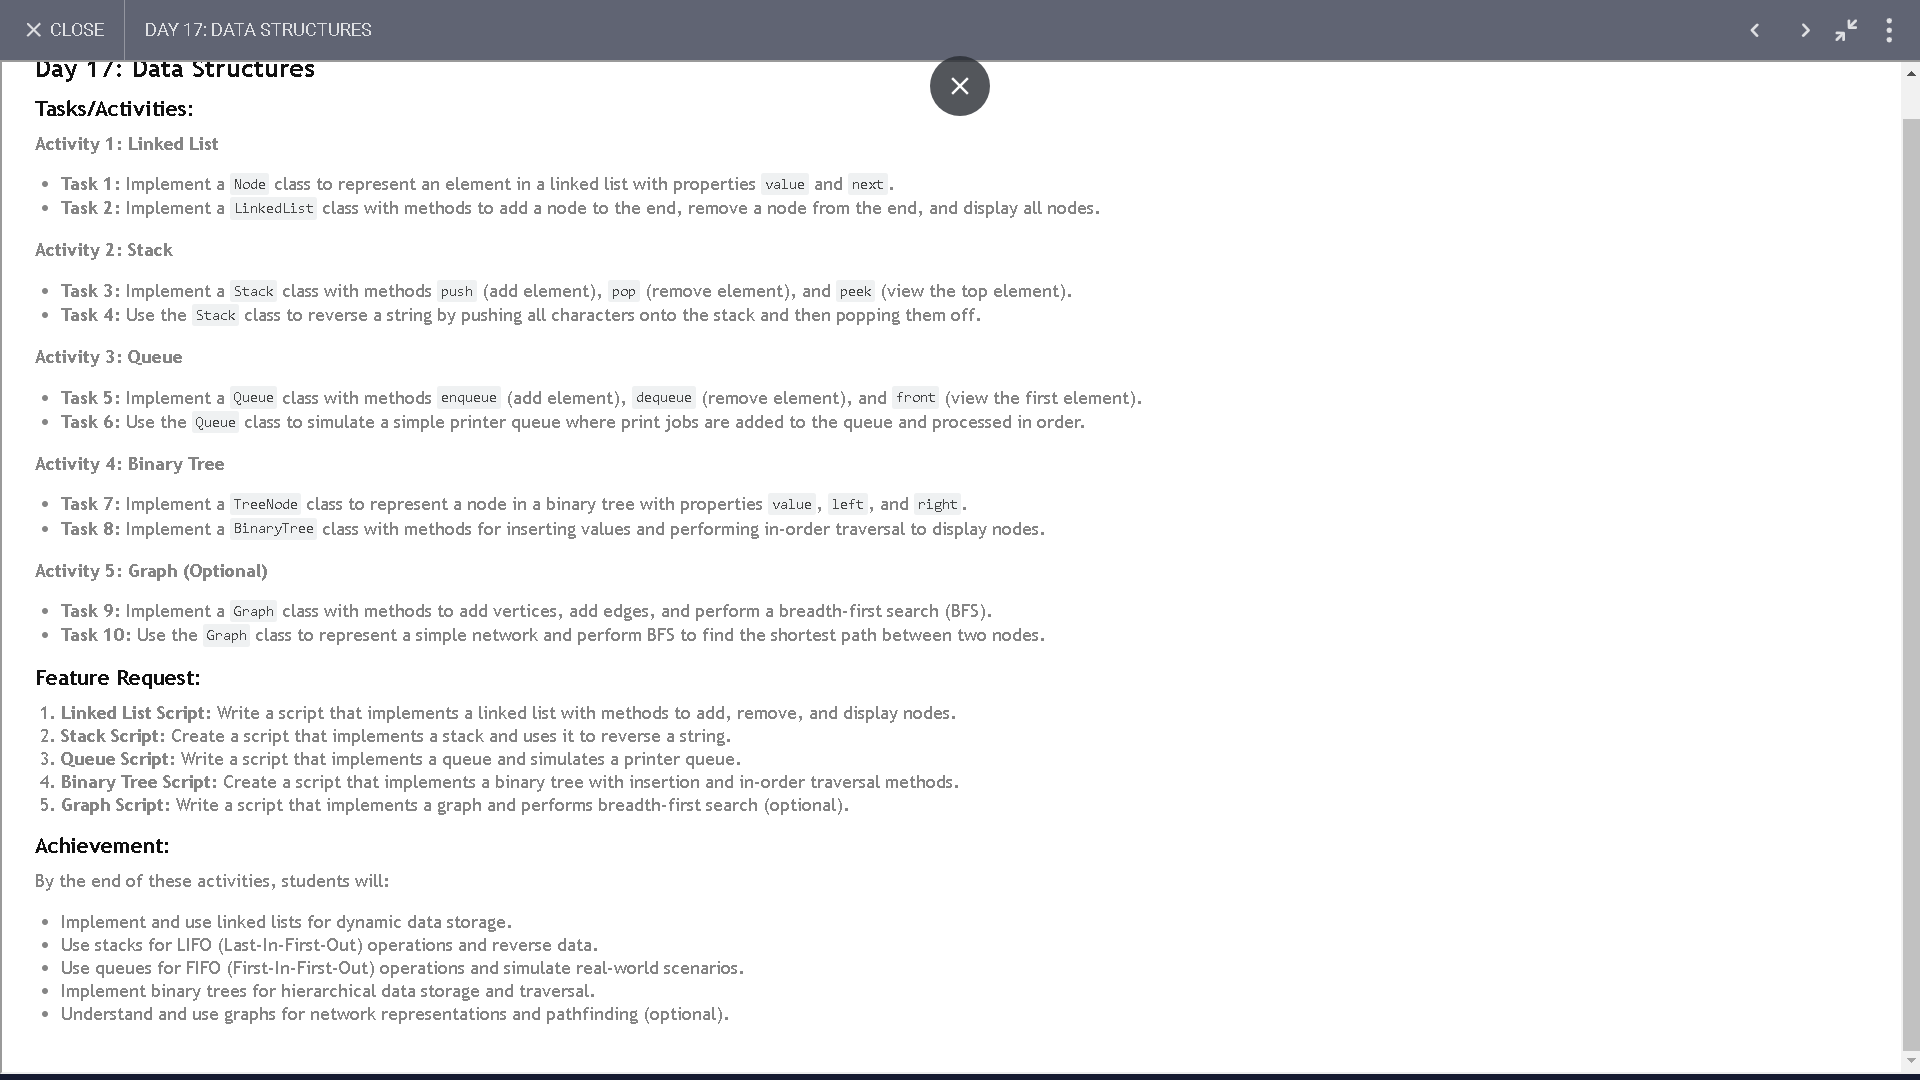 CLOSE DAY 17: DATA STRUCTURES
Day 17: Data Structures
Tasks/Activities:
Activity 1: Linked List
• Task 1: Implement a Node class to represent an element in a linked list with properties value and next.
• Task 2: Implement a LinkedList class with methods to add a node to the end, remove a node from the end, and display all nodes.
Activity 2: Stack
• Task 3: Implement a Stack class with methods push (add element), pop (remove element), and peek (view the top element).
• Task 4: Use the Stack class to reverse a string by pushing all characters onto the stack and then popping them off.
Activity 3: Queue
• Task 5: Implement a Queue class with methods enqueue (add element), dequeue (remove element), and front (view the first element).
• Task 6: Use the Queue class to simulate a simple printer queue where print jobs are added to the queue and processed in order.
Activity 4: Binary Tree
• Task 7: Implement a TreeNode class to represent a node in a binary tree with properties value, left, and right.
• Task 8: Implement a BinaryTree class with methods for inserting values and performing in-order traversal to display nodes.
Activity 5: Graph (Optional)
• Task 9: Implement a Graph class with methods to add vertices, add edges, and perform a breadth-first search (BFS).
• Task 10: Use the Graph class to represent a simple network and perform BFS to find the shortest path between two nodes.
Feature Request:
1. Linked List Script: Write a script that implements a linked list with methods to add, remove, and display nodes.
2. Stack Script: Create a script that implements a stack and uses it to reverse a string.
3. Queue Script: Write a script that implements a queue and simulates a printer queue.
4. Binary Tree Script: Create a script that implements a binary tree with insertion and in-order traversal methods.
5. Graph Script: Write a script that implements a graph and performs breadth-first search (optional).
Achievement:
By the end of these activities, students will:
• Implement and use linked lists for dynamic data storage.
• Use stacks for LIFO (Last-In-First-Out) operations and reverse data.
• Use queues for FIFO (First-In-First-Out) operations and simulate real-world scenarios.
• Implement binary trees for hierarchical data storage and traversal.
• Understand and use graphs for network representations and pathfinding (optional).